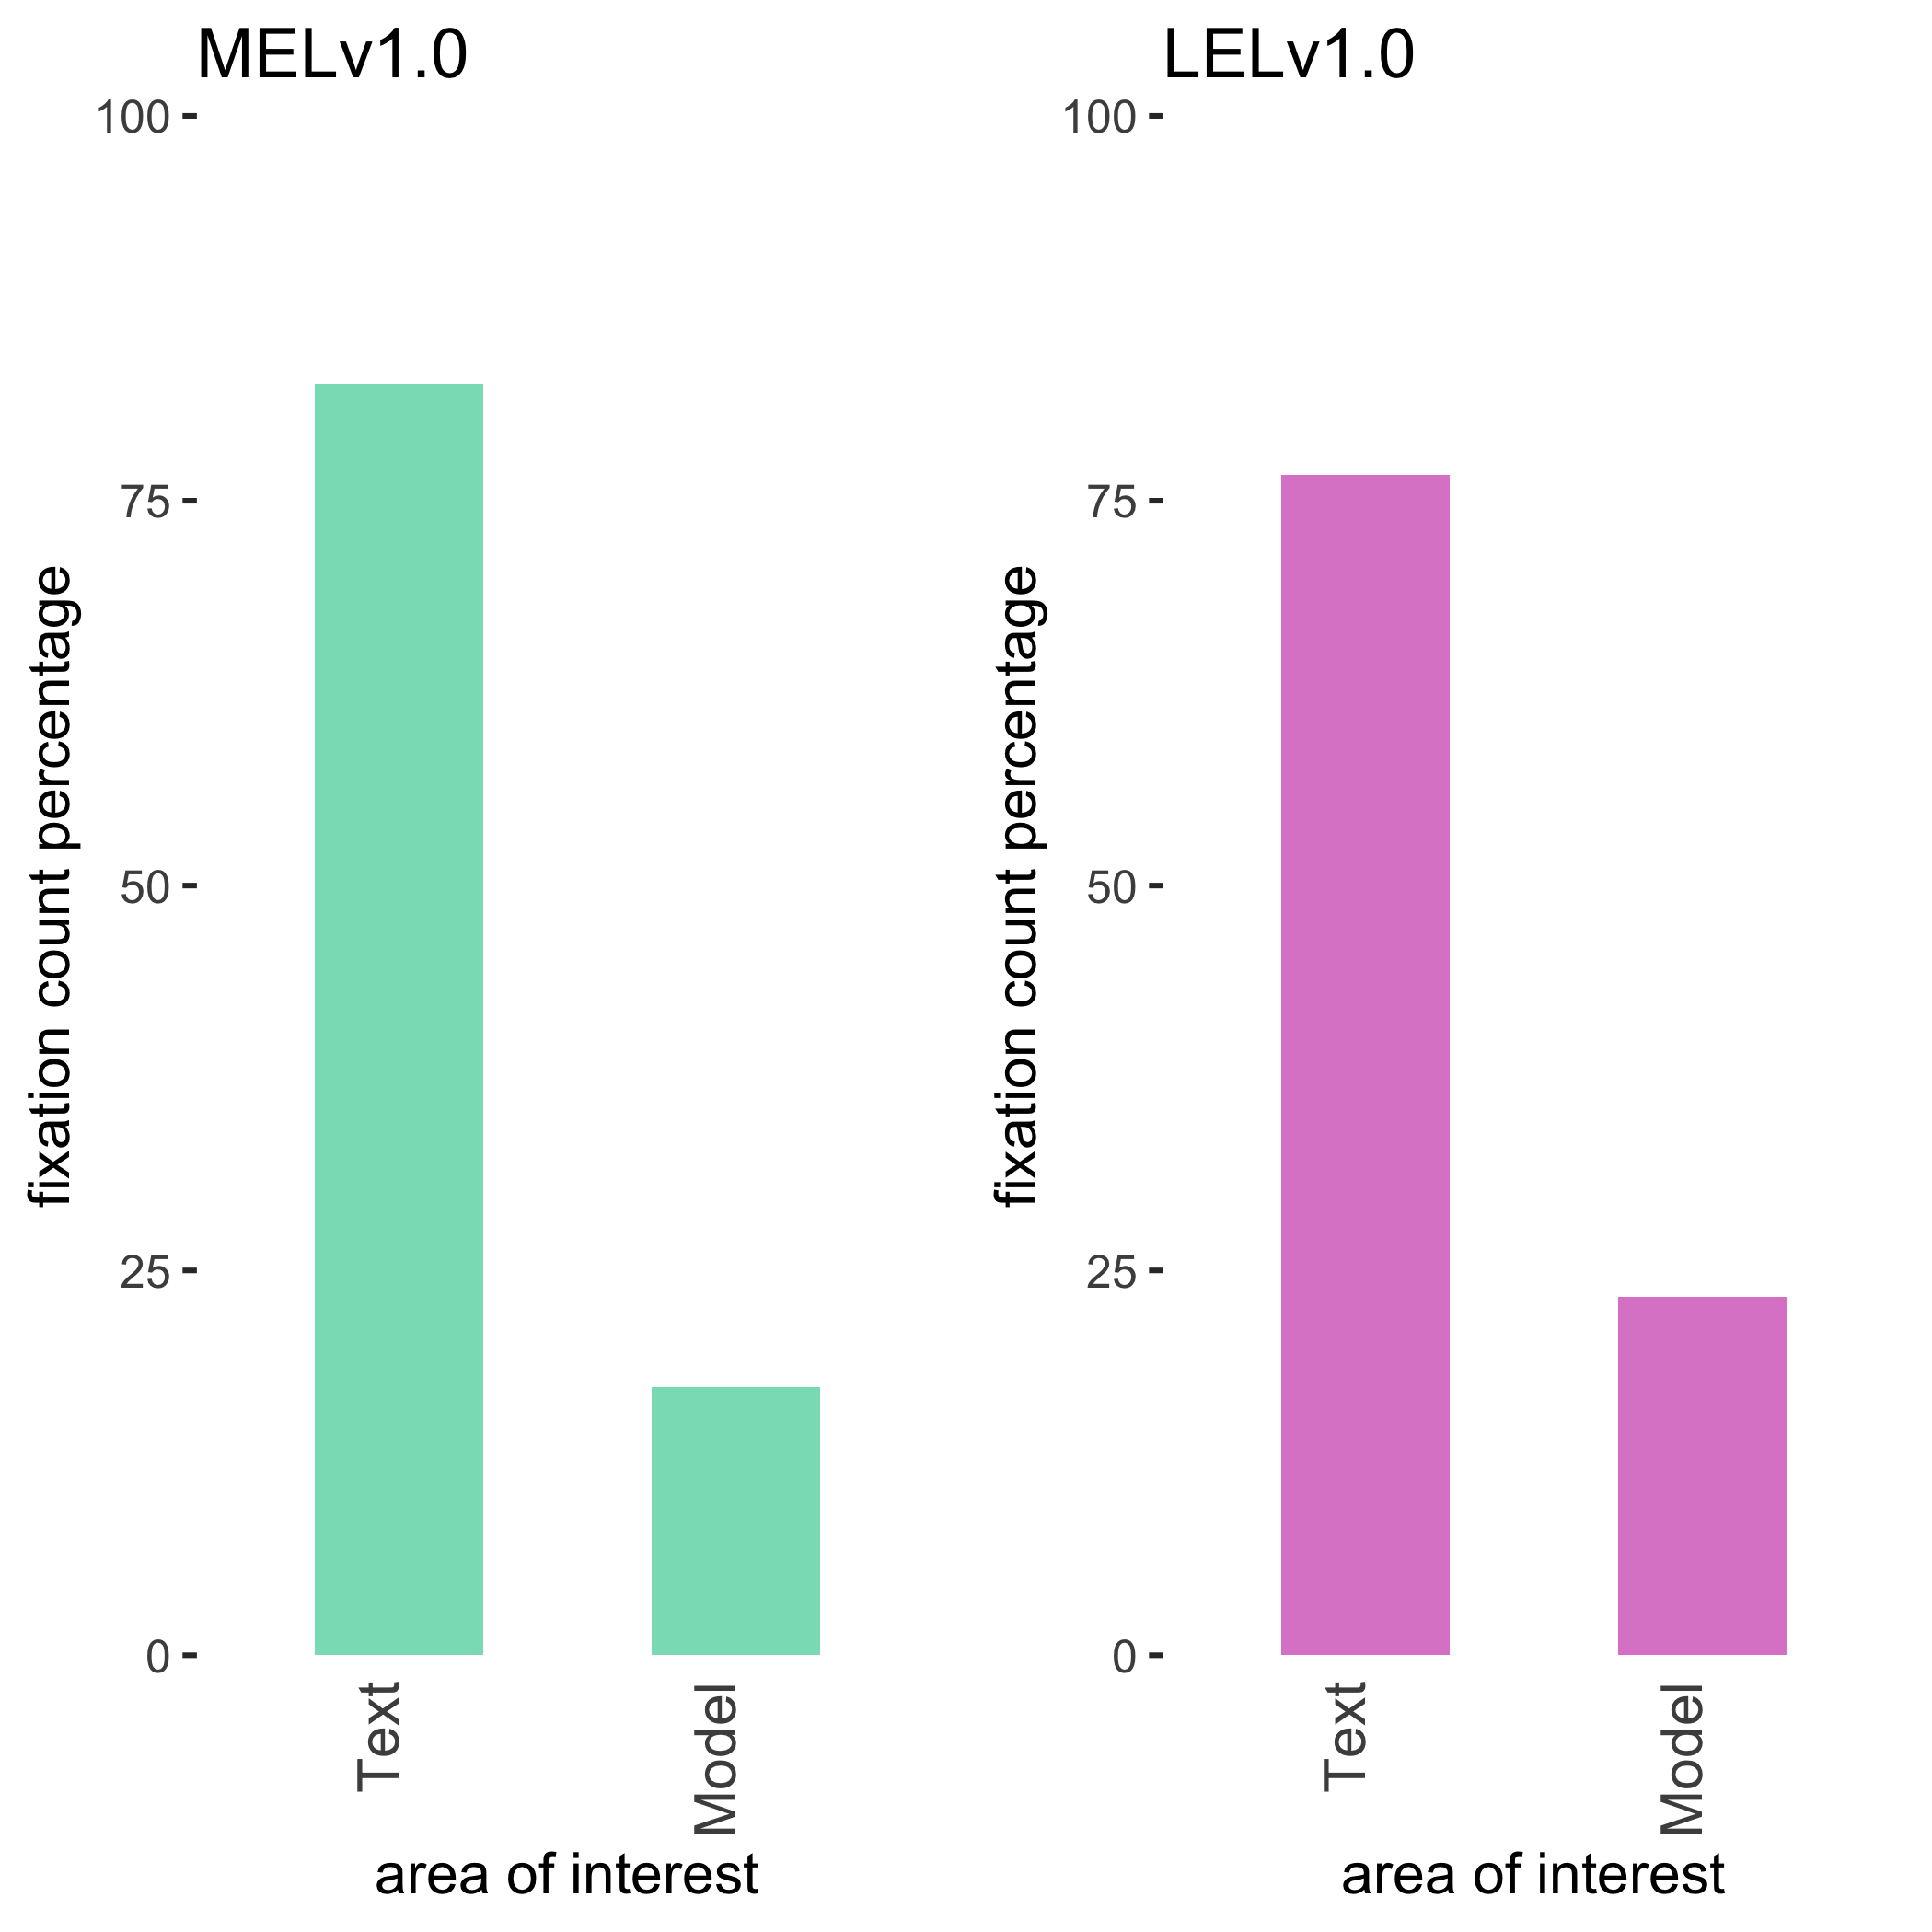 MELv1.0
100
75
50
25
0
fixation count percentage
Text
Model
area of interest
LELv1.0
100
75
50
25
0
fixation count percentage
Text
Model
area of interest